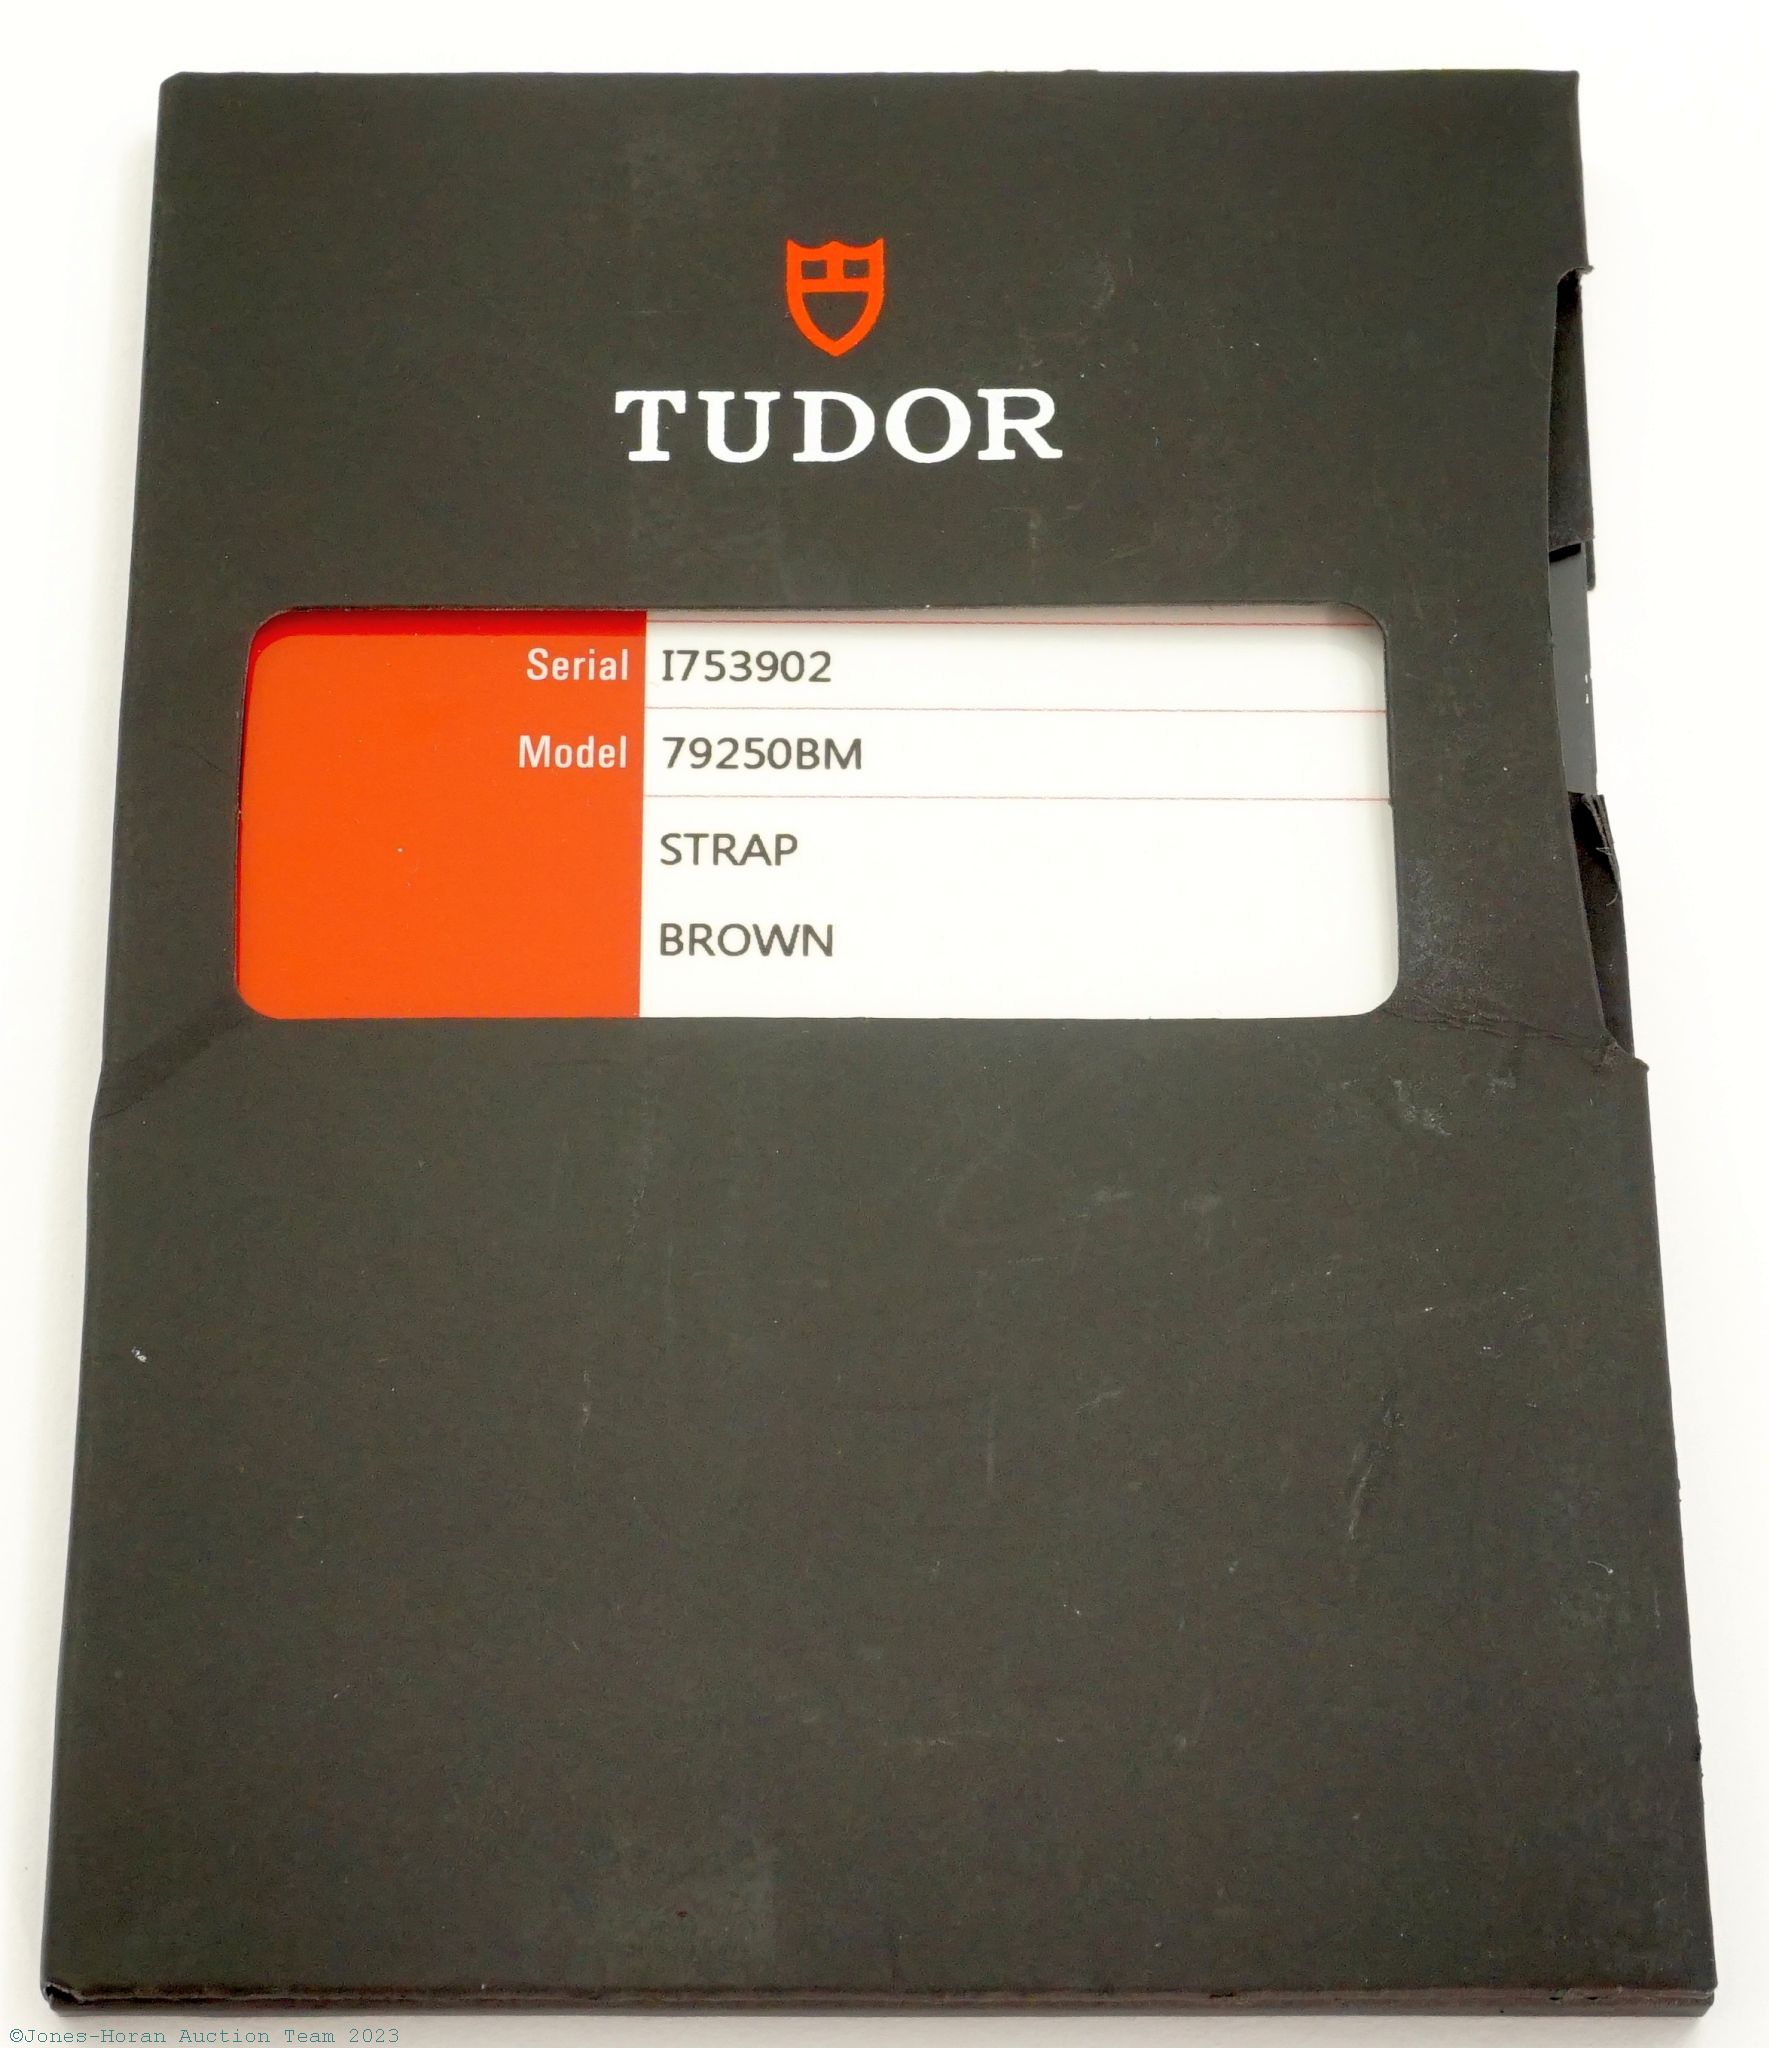 TUDOR
Serial I753902
Model 79250BM
STRAP
BROWN
©Jones-Horan Auction Team 2023